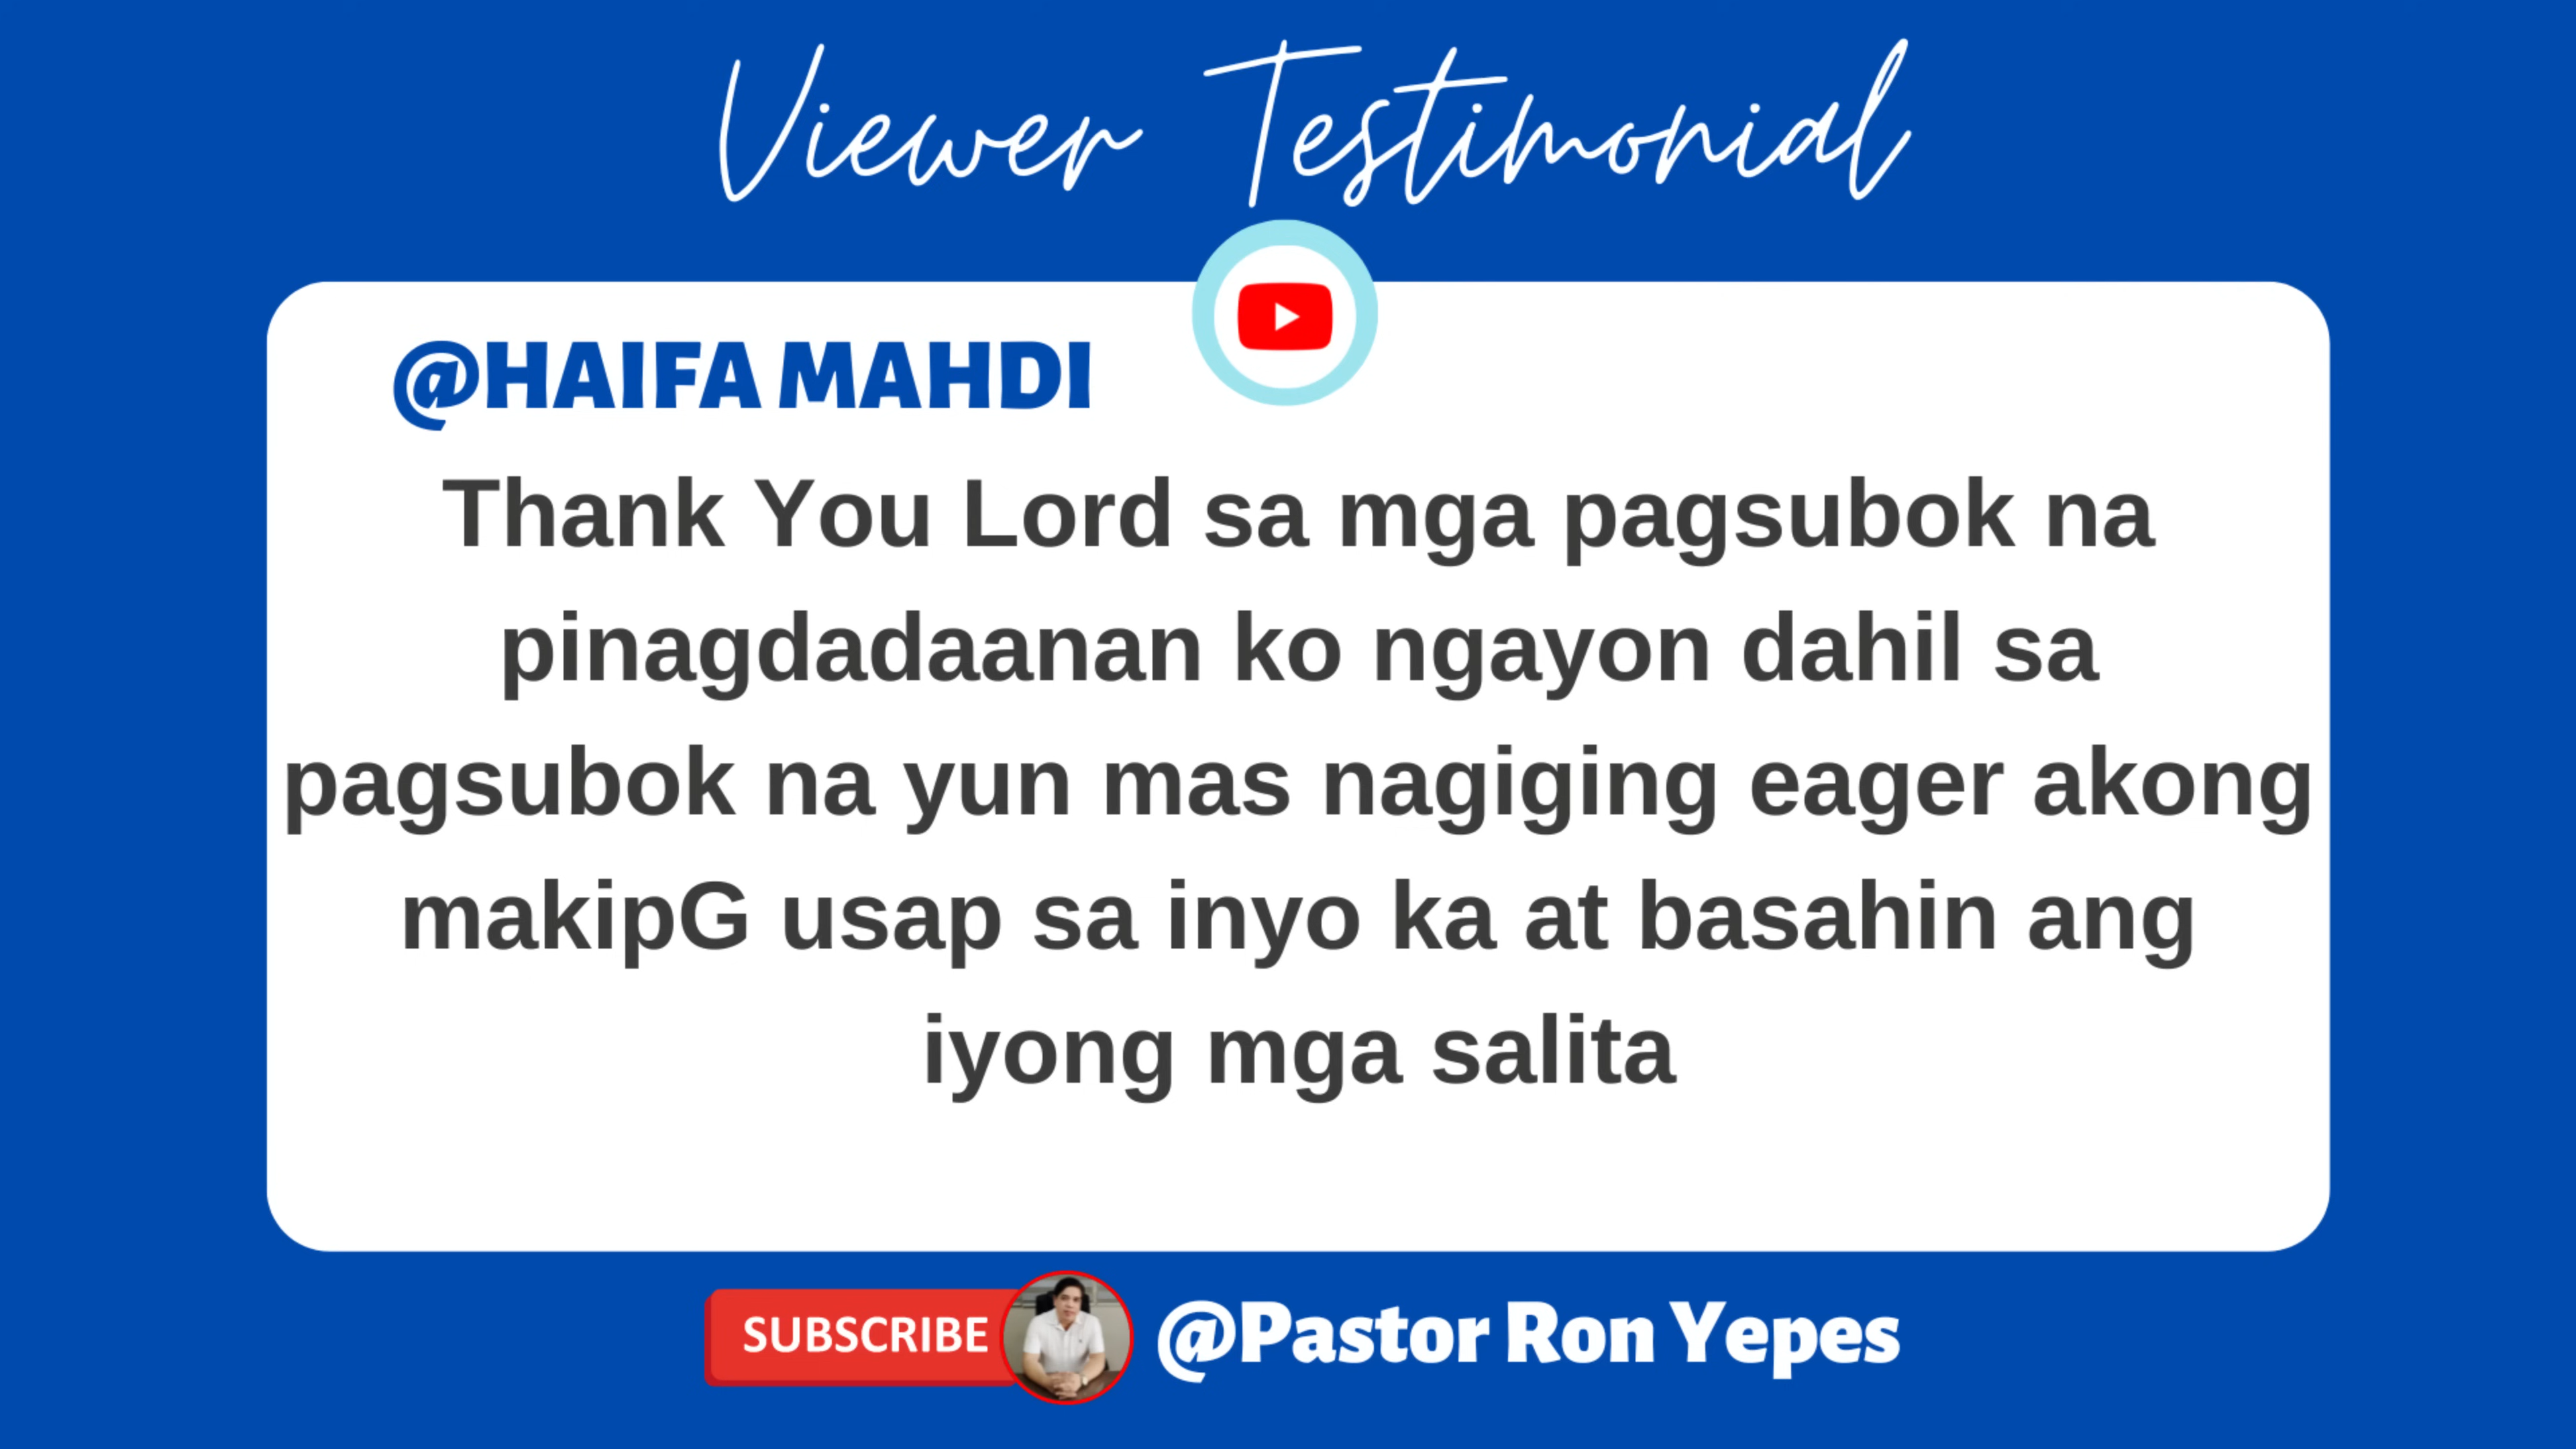 Viewer Testimonial
@HAIFA MAHDI
Thank You Lord sa mga pagsubok na
pinagdadaanan ko ngayon dahil sa
pagsubok na yun mas nagiging eager akong
makipG usap sa inyo ka at basahin ang
iyong mga salita
SUBSCRIBE @Pastor Ron Yepes